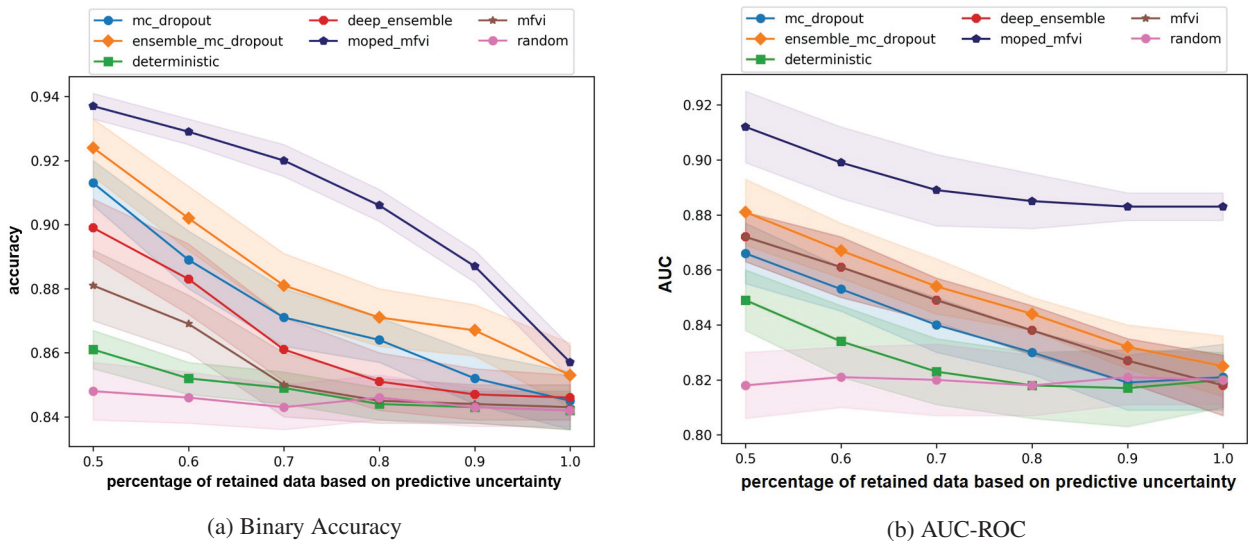 mc_dropout
ensemble_mc_dropout
deterministic
deep_ensemble
moped_mfvi
mfvi
random
accuracy
0.94
0.92
0.90
0.88
0.86
0.84
0.5 0.6 0.7 0.8 0.9 1.0
percentage of retained data based on predictive uncertainty
(a) Binary Accuracy
mc_dropout
ensemble_mc_dropout
deterministic
deep_ensemble
moped_mfvi
mfvi
random
AUC
0.92
0.90
0.88
0.86
0.84
0.82
0.80
0.5 0.6 0.7 0.8 0.9 1.0
percentage of retained data based on predictive uncertainty
(b) AUC-ROC